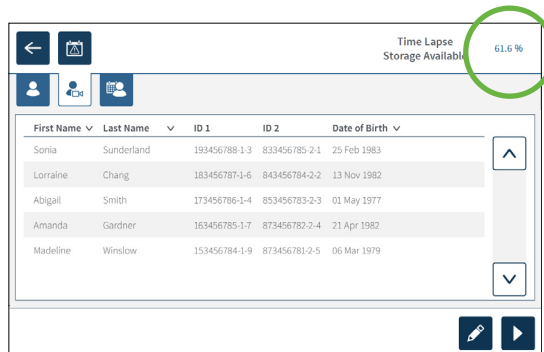 Time Lapse
Storage Available 61.6 %
First Name Last Name ID 1 ID 2 Date of Birth
Sonia Sunderland 193456788-1-3 833456785-2-1 25 Feb 1983
Lorraine Chang 183456787-1-6 843456784-2-2 13 Nov 1982
Abigail Smith 173456786-1-4 853456783-2-3 01 May 1977
Amanda Gardner 163456785-1-7 873456782-2-4 21 Apr 1982
Madeline Winslow 153456784-1-9 873456781-2-5 06 Mar 1979